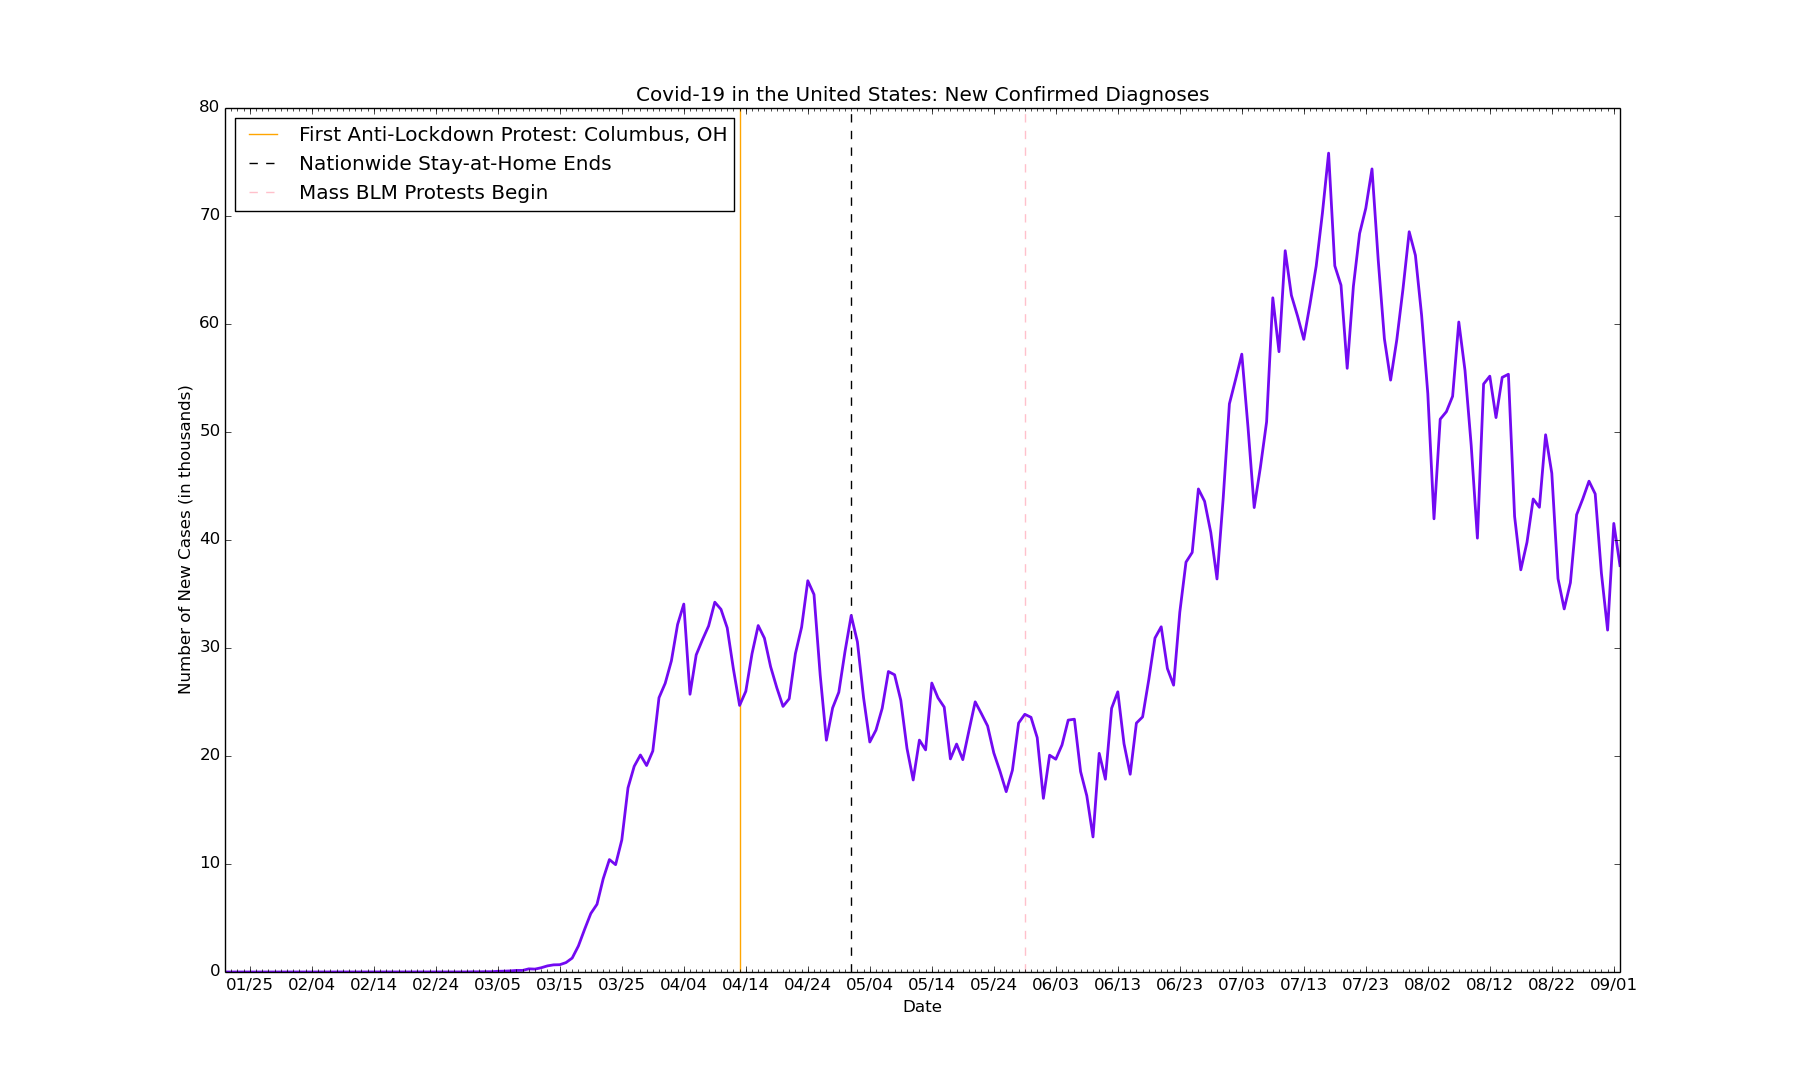 Covid-19 in the United States: New Confirmed Diagnoses
First Anti-Lockdown Protest: Columbus, OH
Nationwide Stay-at-Home Ends
Mass BLM Protests Begin
Number of New Cases (in thousands)
80
70
60
50
40
30
20
10
0
01/25 02/04 02/14 02/24 03/05 03/15 03/25 04/04 04/14 04/24 05/04 05/14 05/24 06/03 06/13 06/23 07/03 07/13 07/23 08/02 08/12 08/22 09/01
Date